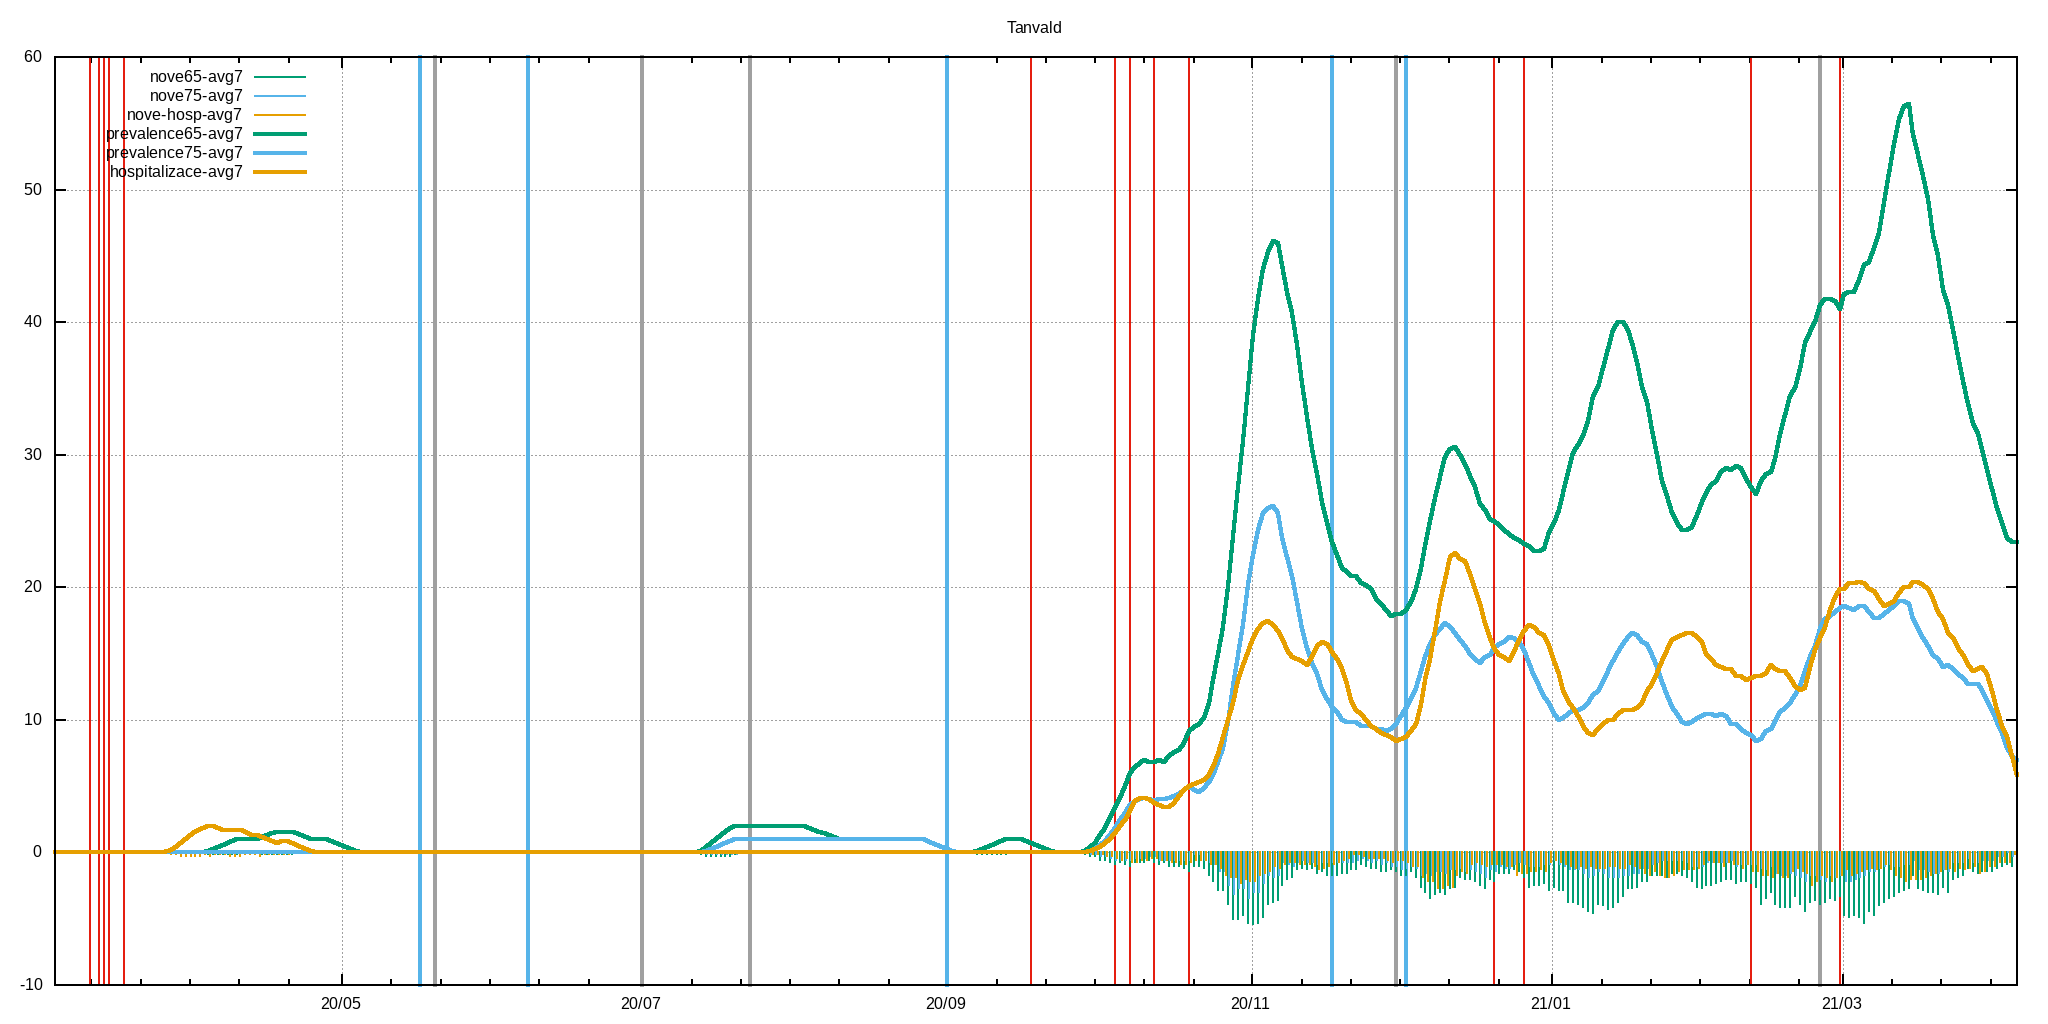 Tanvald
60
50
40
30
20
10
0
-10
nove65-avg7
nove75-avg7
nove-hosp-avg7
prevalence65-avg7
prevalence75-avg7
hospitalizace-avg7
20/05 20/07 20/09 20/11 21/01 21/03